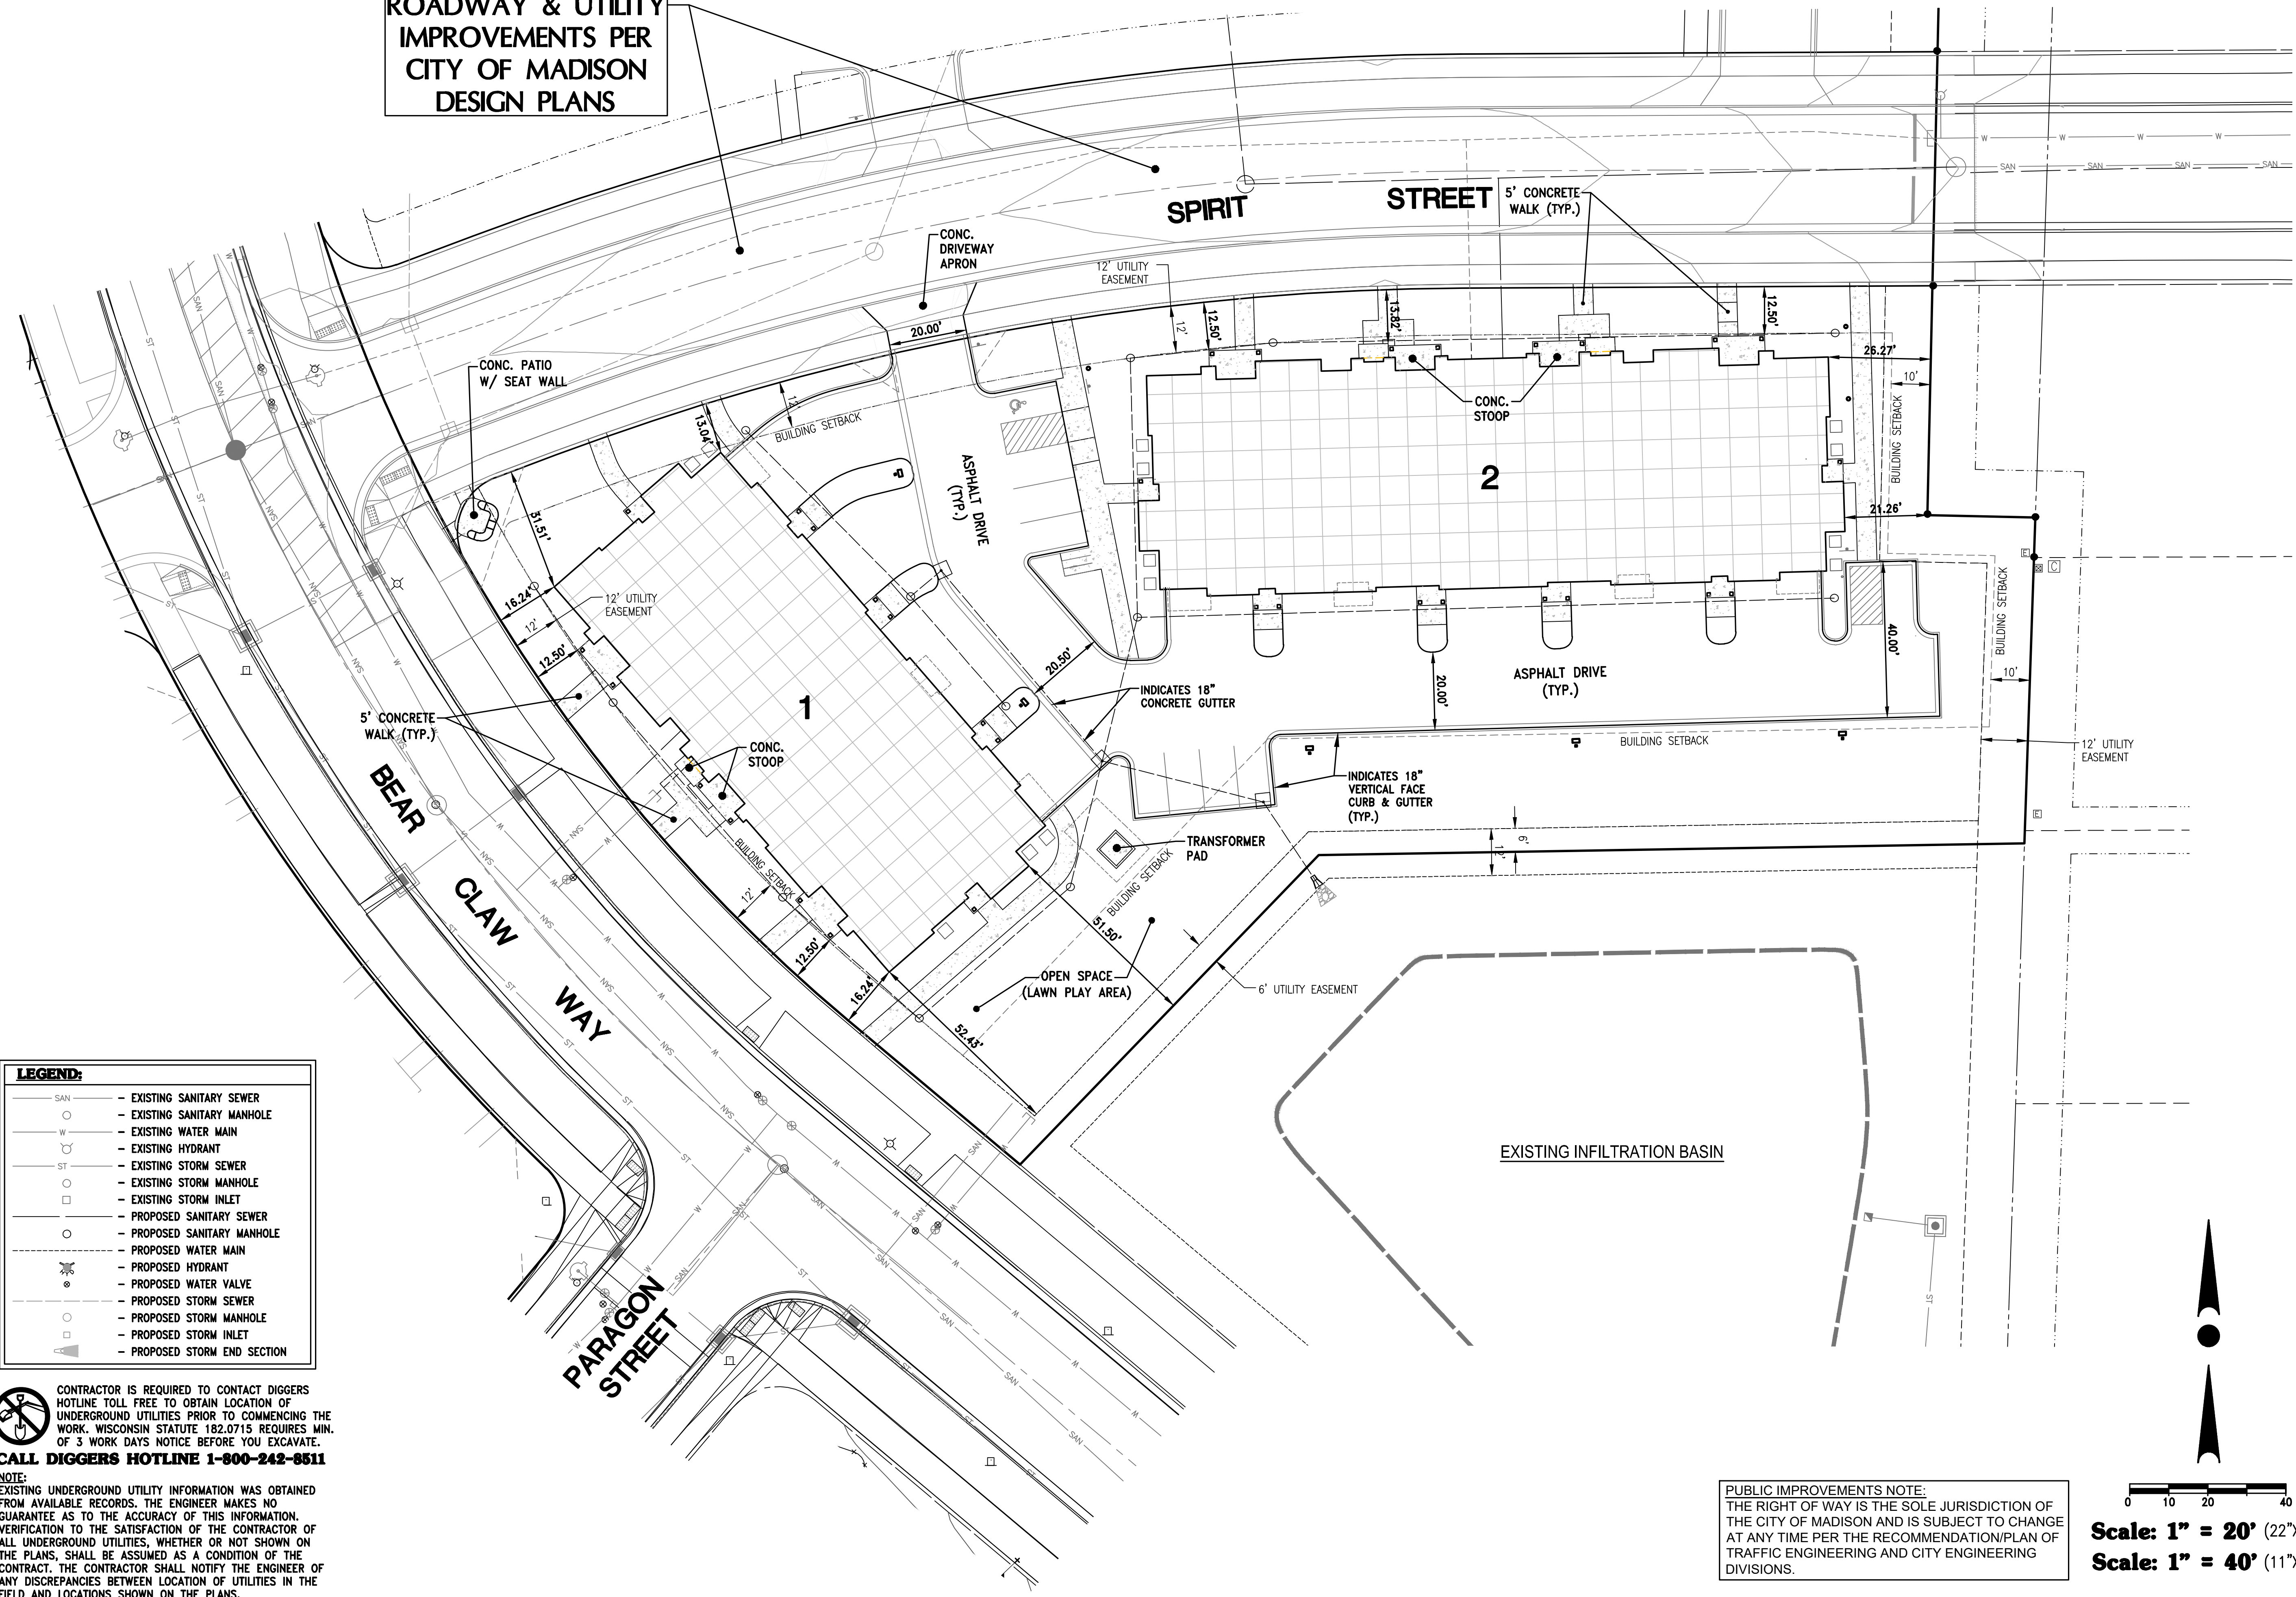 ROADWAY & UTILITY
IMPROVEMENTS PER
CITY OF MADISON
DESIGN PLANS
SPIRIT STREET
5' CONCRETE
WALK (TYP.)
CONC.
DRIVEWAY
APRON
12' UTILITY
EASEMENT
12'
12.50'
13.82'
12.50'
20.00'
26.27'
10'
BUILDING SETBACK
CONC. PATIO
W/ SEAT WALL
12'
13.04'
BUILDING SETBACK
ASPHALT DRIVE
(TYP.)
CONC.
STOOP
2
21.26'
31.51'
16.24'
12' UTILITY
EASEMENT
12'
12.50'
E
C
BUILDING SETBACK
40.00'
10'
20.50'
20.00'
ASPHALT DRIVE
(TYP.)
INDICATES 18"
CONCRETE GUTTER
1
5' CONCRETE
WALK (TYP.)
CONC.
STOOP
BUILDING SETBACK
12' UTILITY
EASEMENT
INDICATES 18"
VERTICAL FACE
CURB & GUTTER
(TYP.)
E
TRANSFORMER
PAD
6'
12'
BUILDING SETBACK
BUILDING SETBACK
12'
12.50'
16.24'
51.50'
52.43'
OPEN SPACE
(LAWN PLAY AREA)
6' UTILITY EASEMENT
BEAR
CLAW
WAY
EXISTING INFILTRATION BASIN
PARAGON
STREET
SAN
W
ST
LEGEND:
SAN - EXISTING SANITARY SEWER
- EXISTING SANITARY MANHOLE
W - EXISTING WATER MAIN
- EXISTING HYDRANT
ST - EXISTING STORM SEWER
- EXISTING STORM MANHOLE
- EXISTING STORM INLET
- PROPOSED SANITARY SEWER
- PROPOSED SANITARY MANHOLE
- PROPOSED WATER MAIN
- PROPOSED HYDRANT
- PROPOSED WATER VALVE
- PROPOSED STORM SEWER
- PROPOSED STORM MANHOLE
- PROPOSED STORM INLET
- PROPOSED STORM END SECTION
CONTRACTOR IS REQUIRED TO CONTACT DIGGERS
HOTLINE TOLL FREE TO OBTAIN LOCATION OF
UNDERGROUND UTILITIES PRIOR TO COMMENCING THE
WORK. WISCONSIN STATUTE 182.0715 REQUIRES MIN.
OF 3 WORK DAYS NOTICE BEFORE YOU EXCAVATE.
CALL DIGGERS HOTLINE 1-800-242-8511
NOTE:
EXISTING UNDERGROUND UTILITY INFORMATION WAS OBTAINED
FROM AVAILABLE RECORDS. THE ENGINEER MAKES NO
GUARANTEE AS TO THE ACCURACY OF THIS INFORMATION.
VERIFICATION TO THE SATISFACTION OF THE CONTRACTOR OF
ALL UNDERGROUND UTILITIES, WHETHER OR NOT SHOWN ON
THE PLANS, SHALL BE ASSUMED AS A CONDITION OF THE
CONTRACT. THE CONTRACTOR SHALL NOTIFY THE ENGINEER OF
ANY DISCREPANCIES BETWEEN LOCATION OF UTILITIES IN THE
FIELD AND LOCATIONS SHOWN ON THE PLANS.
PUBLIC IMPROVEMENTS NOTE:
THE RIGHT OF WAY IS THE SOLE JURISDICTION OF
THE CITY OF MADISON AND IS SUBJECT TO CHANGE
AT ANY TIME PER THE RECOMMENDATION/PLAN OF
TRAFFIC ENGINEERING AND CITY ENGINEERING
DIVISIONS.
0 10 20 40
Scale: 1" = 20' (22"
Scale: 1" = 40' (11"